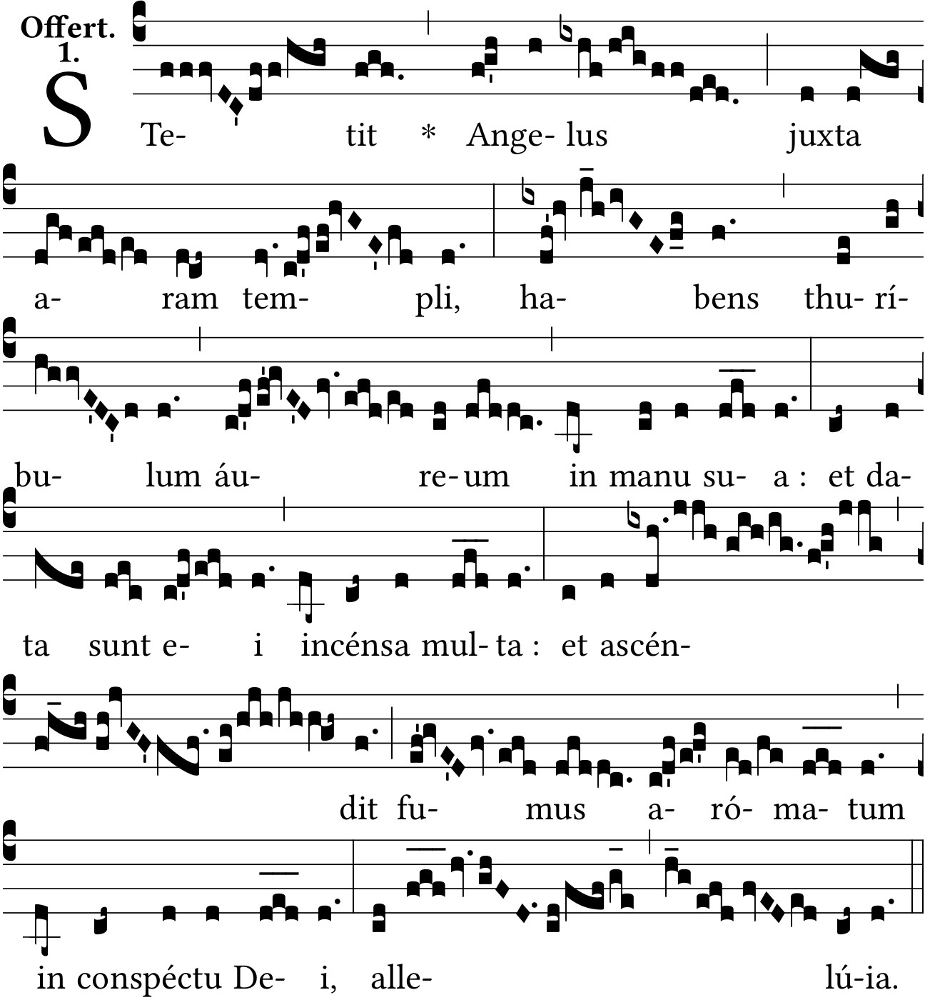 Offert.
1.
STe- tit * Ange- lus juxta
a- ram tem- pli, ha- bens thu- rí-
bu- lum áu- re- um in manu su- a : et da-
ta sunt e- i incénsa mul- ta : et ascén-
dit fu- mus a- ró- ma- tum
in conspéctu De- i, alle- lú- ia.